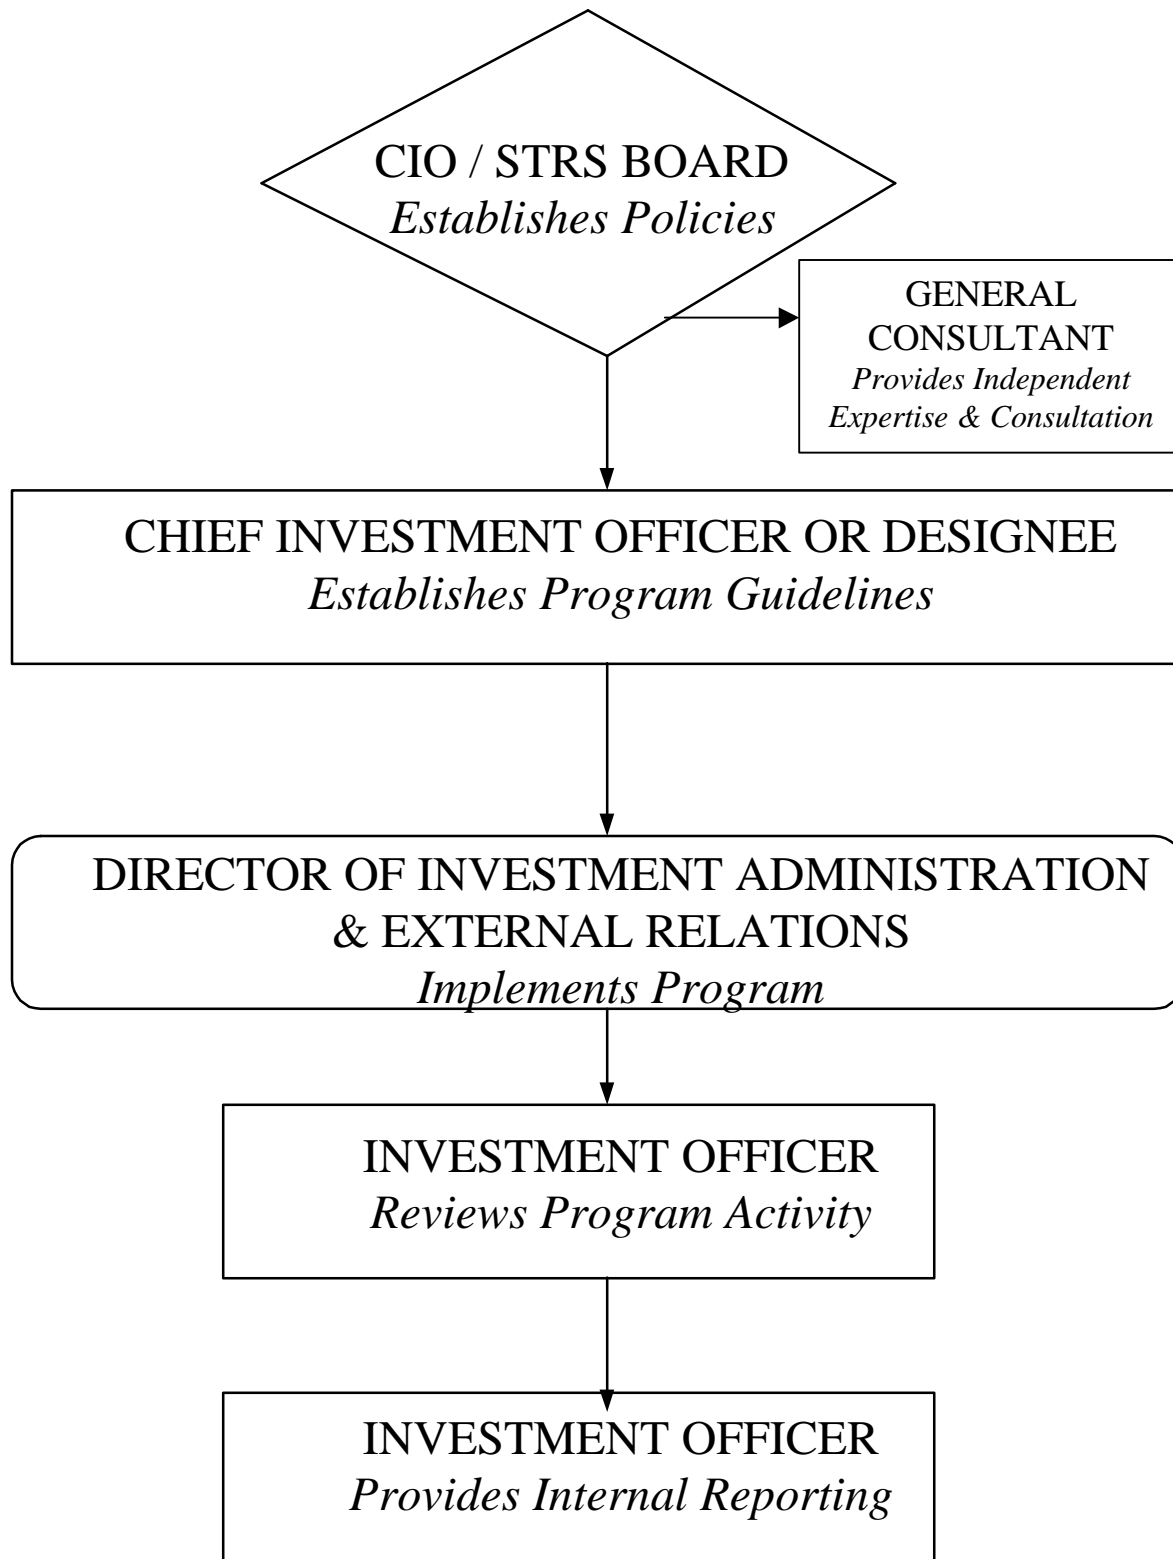 CIO / STRS BOARD
Establishes Policies
GENERAL
CONSULTANT
Provides Independent
Expertise & Consultation
CHIEF INVESTMENT OFFICER OR DESIGNEE
Establishes Program Guidelines
DIRECTOR OF INVESTMENT ADMINISTRATION
& EXTERNAL RELATIONS
Implements Program
INVESTMENT OFFICER
Reviews Program Activity
INVESTMENT OFFICER
Provides Internal Reporting